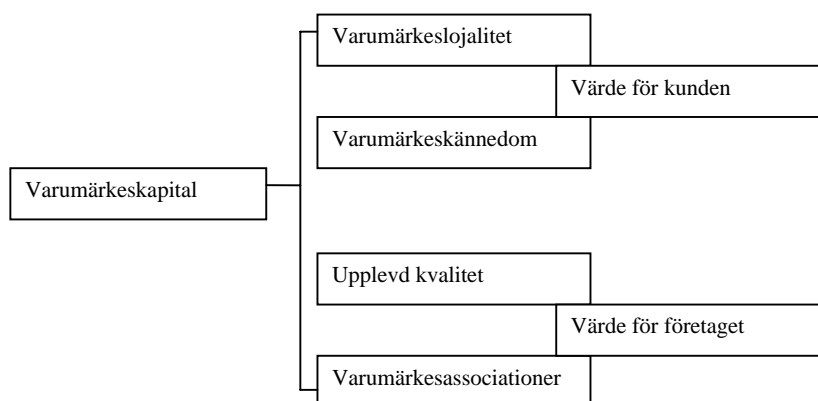 Varumärkeslojalitet
Värde för kunden
Varumärkeskännedom
Varumärkeskapital
Upplevd kvalitet
Värde för företaget
Varumärkesassociationer